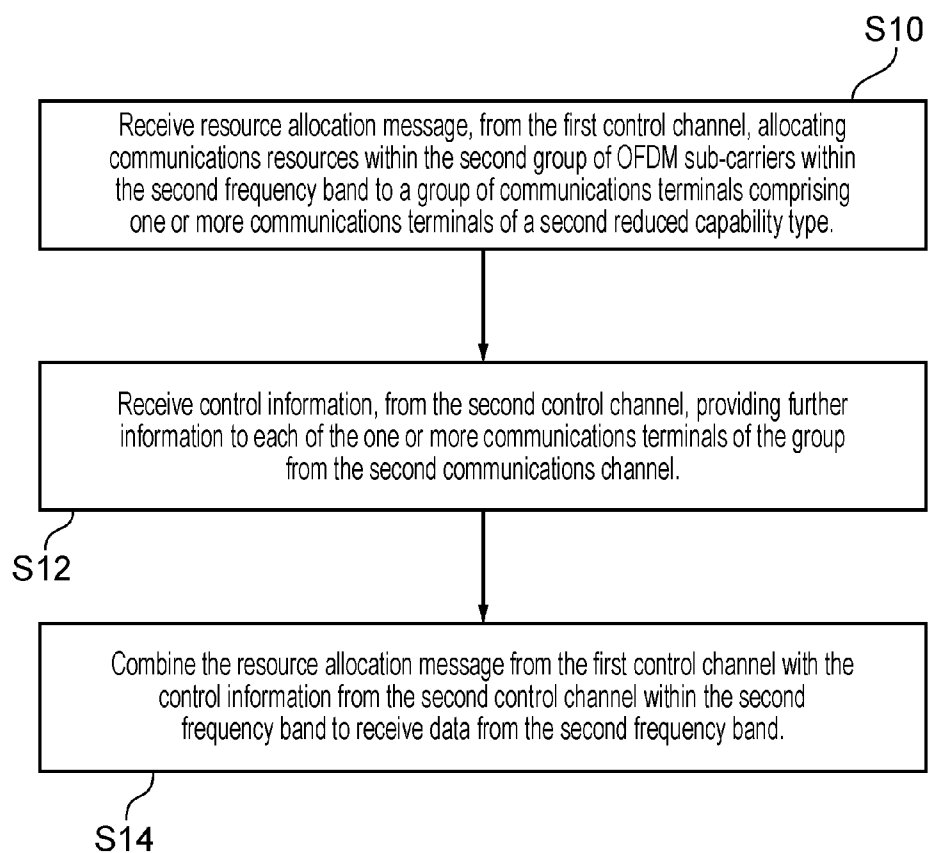 S10
Receive resource allocation message, from the first control channel, allocating
communications resources within the second group of OFDM sub-carriers within
the second frequency band to a group of communications terminals comprising
one or more communications terminals of a second reduced capability type.
Receive control information, from the second control channel, providing further
information to each of the one or more communications terminals of the group
from the second communications channel.
S12
Combine the resource allocation message from the first control channel with the
control information from the second control channel within the second
frequency band to receive data from the second frequency band.
S14